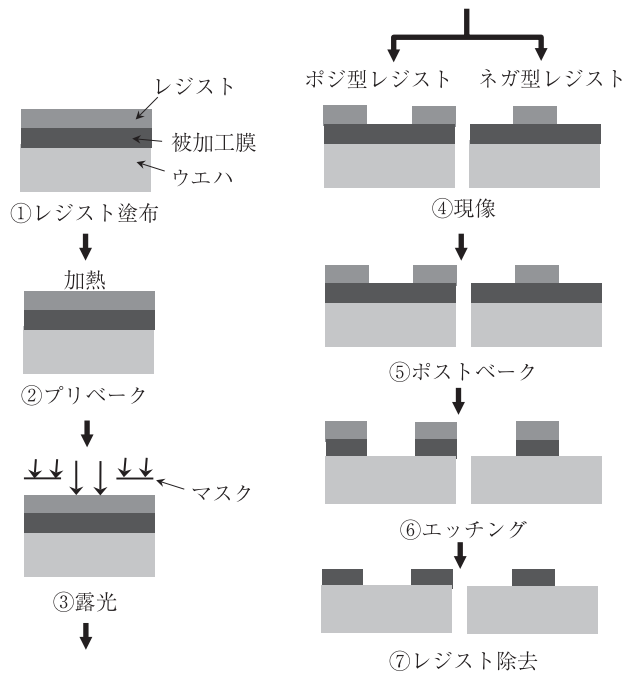 レジスト
被加工膜
ウエハ
①レジスト塗布
加熱
②プリベーク
マスク
③露光
ポジ型レジスト
ネガ型レジスト
④現像
⑤ポストベーク
⑥エッチング
⑦レジスト除去